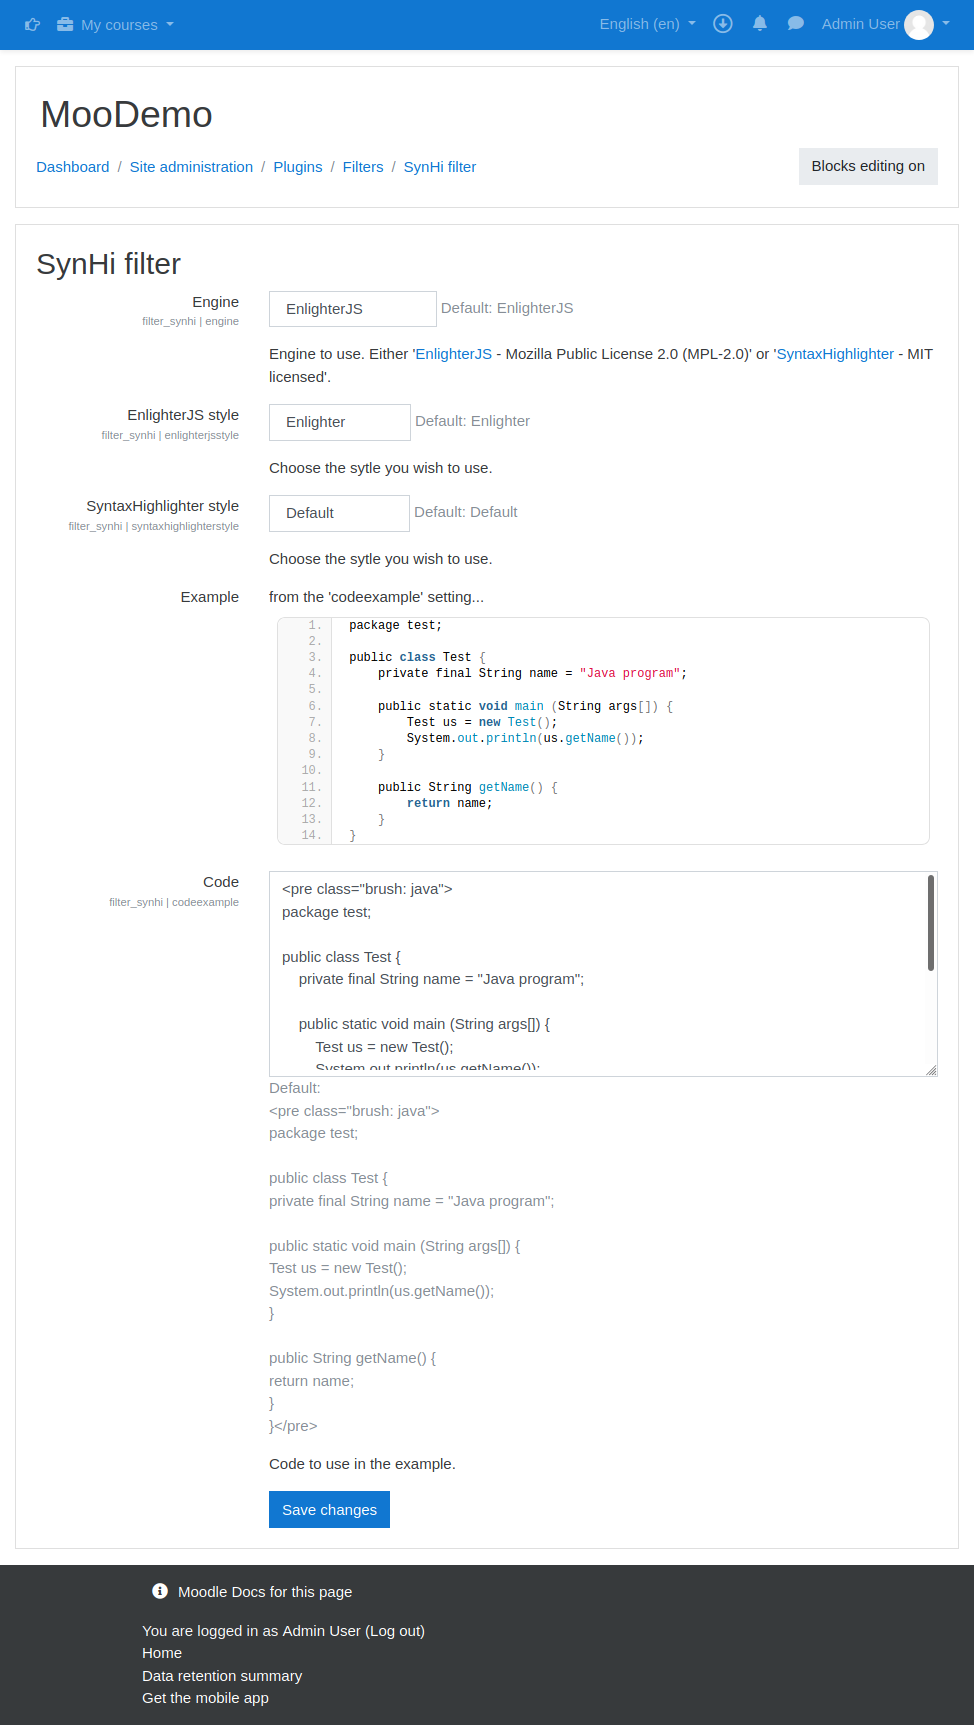 My courses English (en) Admin User
MooDemo
Dashboard / Site administration / Plugins / Filters / SynHi filter
Blocks editing on
SynHi filter
Engine
filter_synhi | engine
EnlighterJS Default: EnlighterJS
Engine to use. Either 'EnlighterJS - Mozilla Public License 2.0 (MPL-2.0)' or 'SyntaxHighlighter - MIT
licensed'.
EnlighterJS style
filter_synhi | enlighterjsstyle
Enlighter Default: Enlighter
Choose the sytle you wish to use.
SyntaxHighlighter style
filter_synhi | syntaxhighlighterstyle
Default Default: Default
Choose the sytle you wish to use.
Example
from the 'codeexample' setting...
1. package test;
2.
3. public class Test {
4.     private final String name = "Java program";
5.
6.     public static void main (String args[]) {
7.         Test us = new Test();
8.         System.out.println(us.getName());
9.     }
10.
11.     public String getName() {
12.         return name;
13.     }
14. }
Code
filter_synhi | codeexample
<pre class="brush: java">
package test;
public class Test {
    private final String name = "Java program";
    public static void main (String args[]) {
        Test us = new Test();
        System.out.println(us.getName());
Default:
<pre class="brush: java">
package test;
public class Test {
private final String name = "Java program";
public static void main (String args[]) {
Test us = new Test();
System.out.println(us.getName());
}
public String getName() {
return name;
}
}</pre>
Code to use in the example.
Save changes
Moodle Docs for this page
You are logged in as Admin User (Log out)
Home
Data retention summary
Get the mobile app